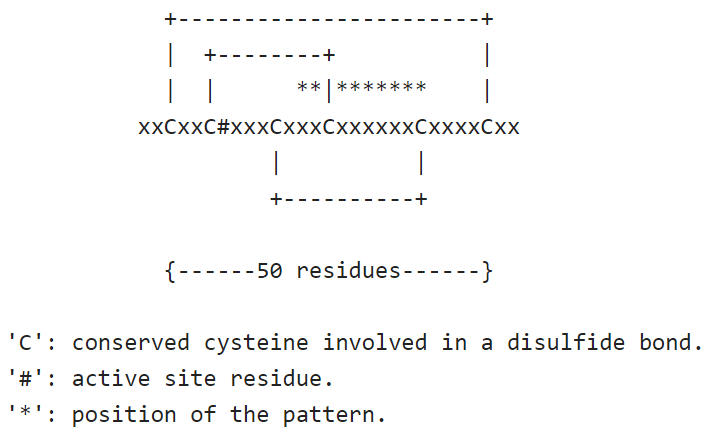 +-----------------------+
|  +--------+           |
|  |      **|*******    |
xxCxxC#xxxCxxxCxxxxxxCxxxxCxx
|          |
+----------+
{------50 residues------}
'C': conserved cysteine involved in a disulfide bond.
'#': active site residue.
'*': position of the pattern.